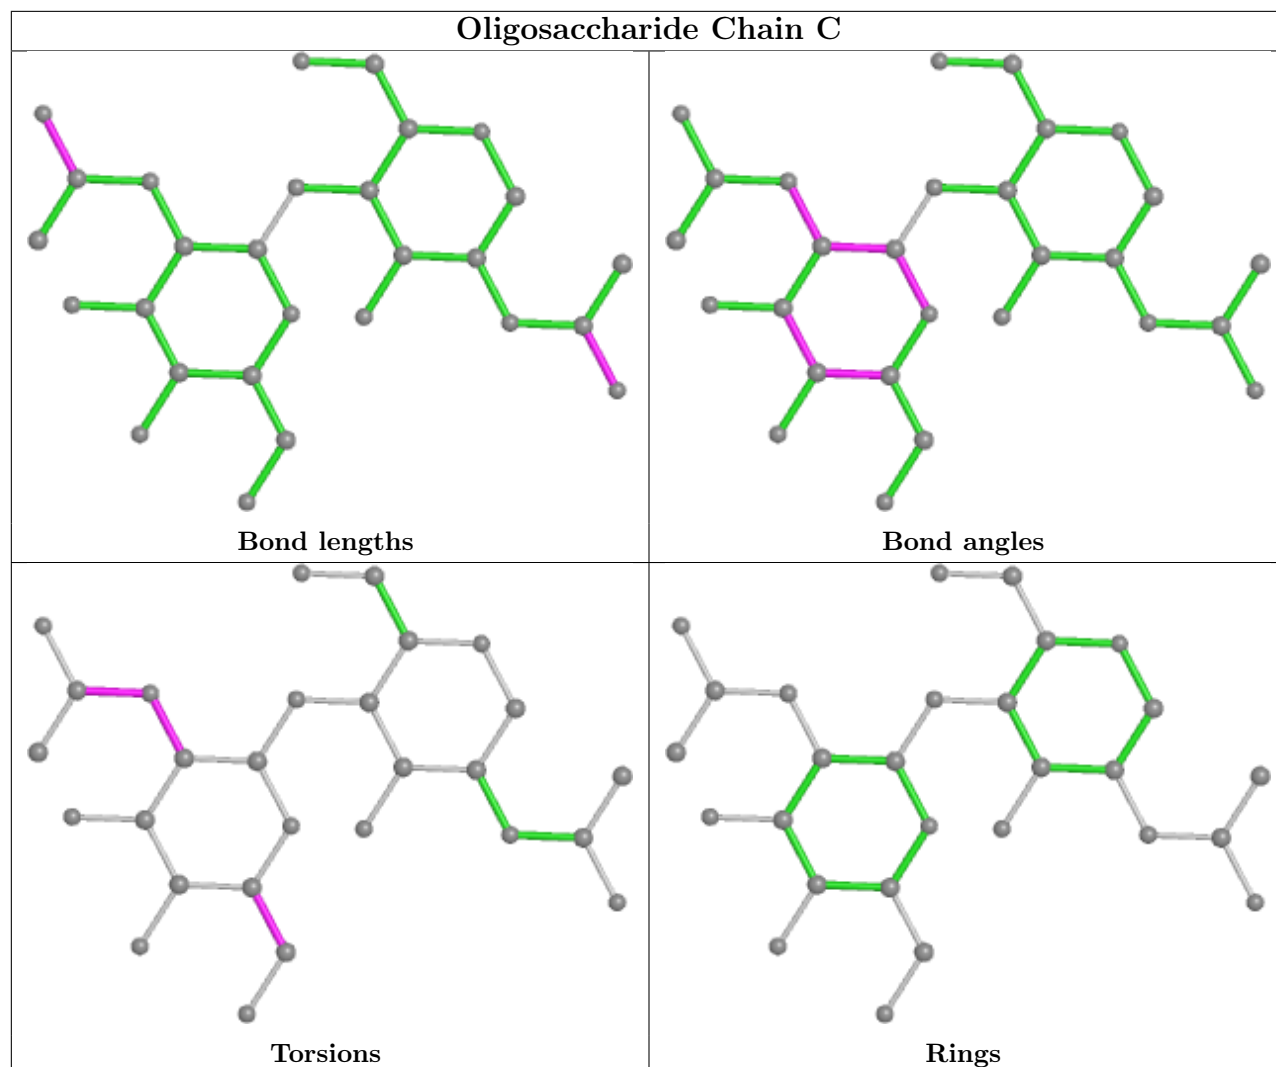 Oligosaccharide Chain C
Bond lengths
Bond angles
Torsions
Rings